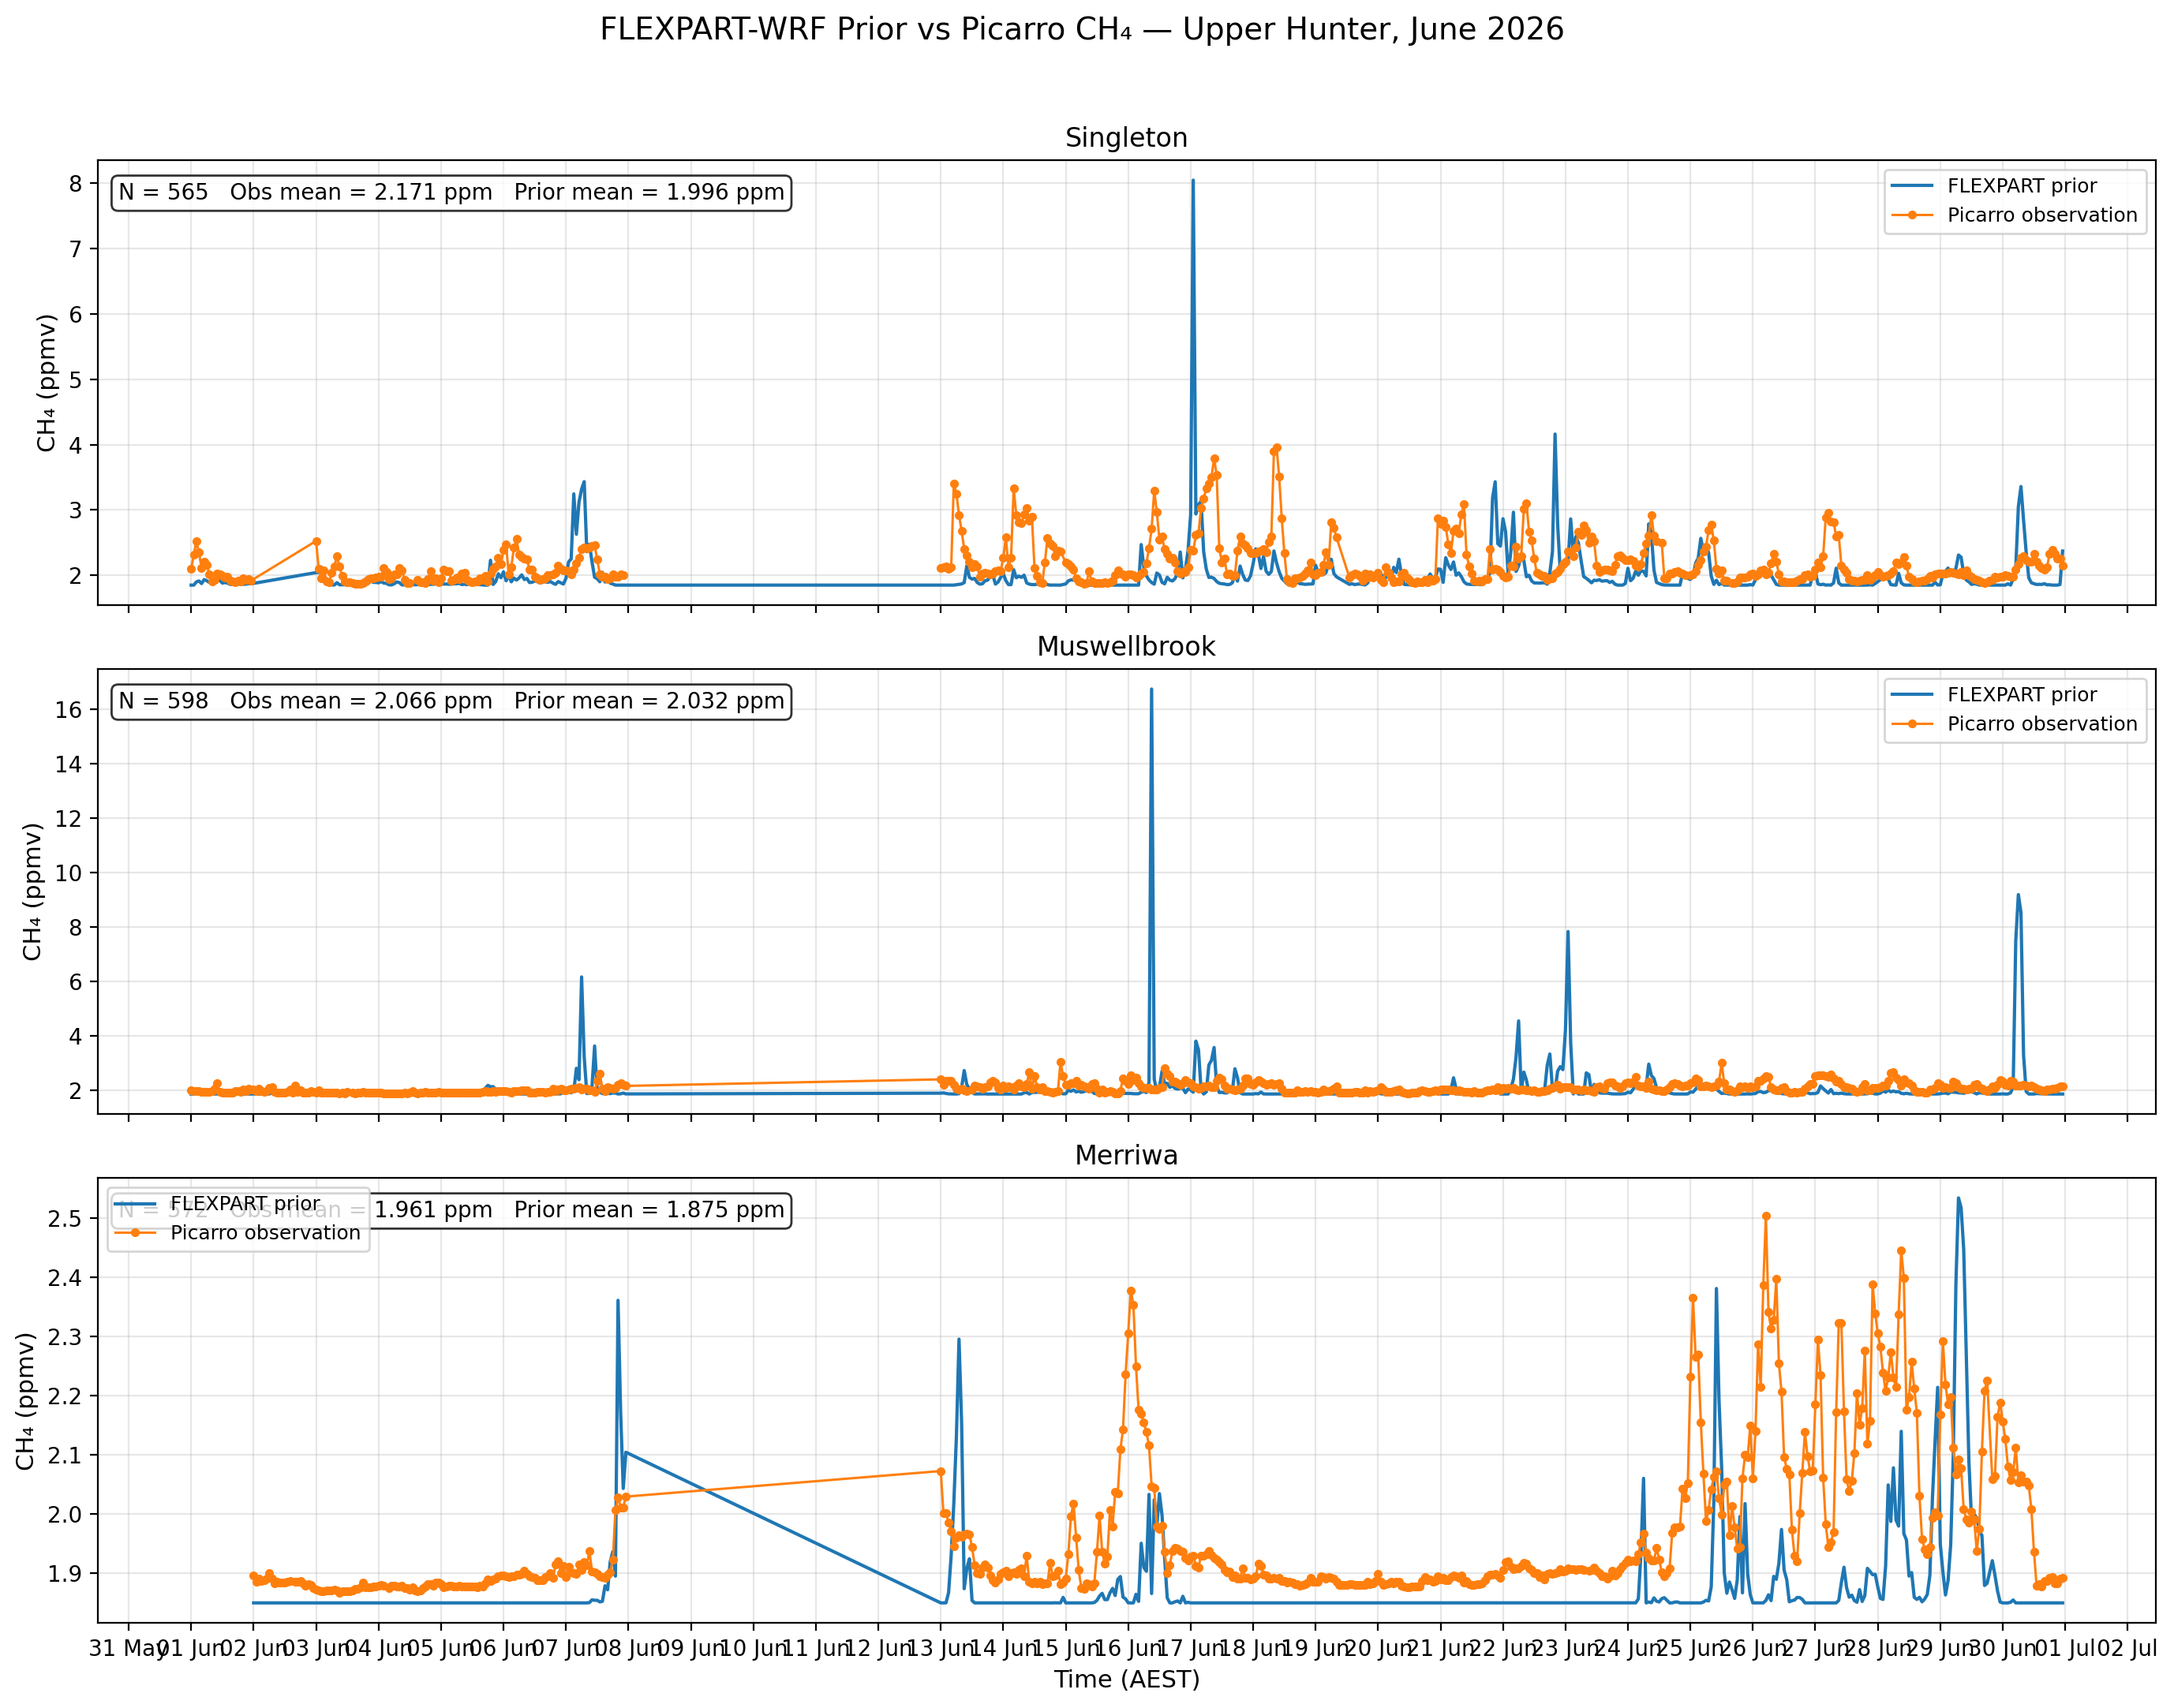 FLEXPART-WRF Prior vs Picarro CH₄ — Upper Hunter, June 2026
Singleton
N = 565   Obs mean = 2.171 ppm   Prior mean = 1.996 ppm
FLEXPART prior
Picarro observation
8
7
6
5
4
3
2
CH₄ (ppmv)
Muswellbrook
N = 598   Obs mean = 2.066 ppm   Prior mean = 2.032 ppm
FLEXPART prior
Picarro observation
16
14
12
10
8
6
4
2
CH₄ (ppmv)
Merriwa
N = 572   Obs mean = 1.961 ppm   Prior mean = 1.875 ppm
FLEXPART prior
Picarro observation
2.5
2.4
2.3
2.2
2.1
2.0
1.9
CH₄ (ppmv)
31 May 01 Jun 02 Jun 03 Jun 04 Jun 05 Jun 06 Jun 07 Jun 08 Jun 09 Jun 10 Jun 11 Jun 12 Jun 13 Jun 14 Jun 15 Jun 16 Jun 17 Jun 18 Jun 19 Jun 20 Jun 21 Jun 22 Jun 23 Jun 24 Jun 25 Jun 26 Jun 27 Jun 28 Jun 29 Jun 30 Jun 01 Jul 02 Jul
Time (AEST)